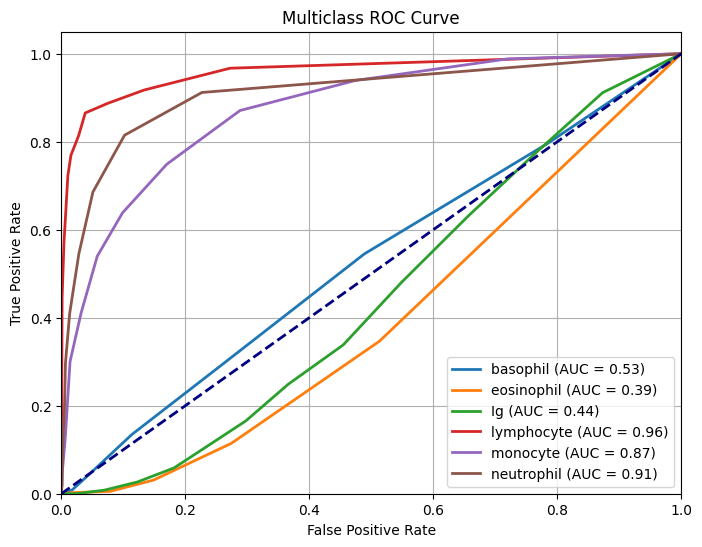 Multiclass ROC Curve
True Positive Rate
1.0
0.8
0.6
0.4
0.2
0.0
basophil (AUC = 0.53)
eosinophil (AUC = 0.39)
Ig (AUC = 0.44)
lymphocyte (AUC = 0.96)
monocyte (AUC = 0.87)
neutrophil (AUC = 0.91)
0.0 0.2 0.4 0.6 0.8 1.0
False Positive Rate